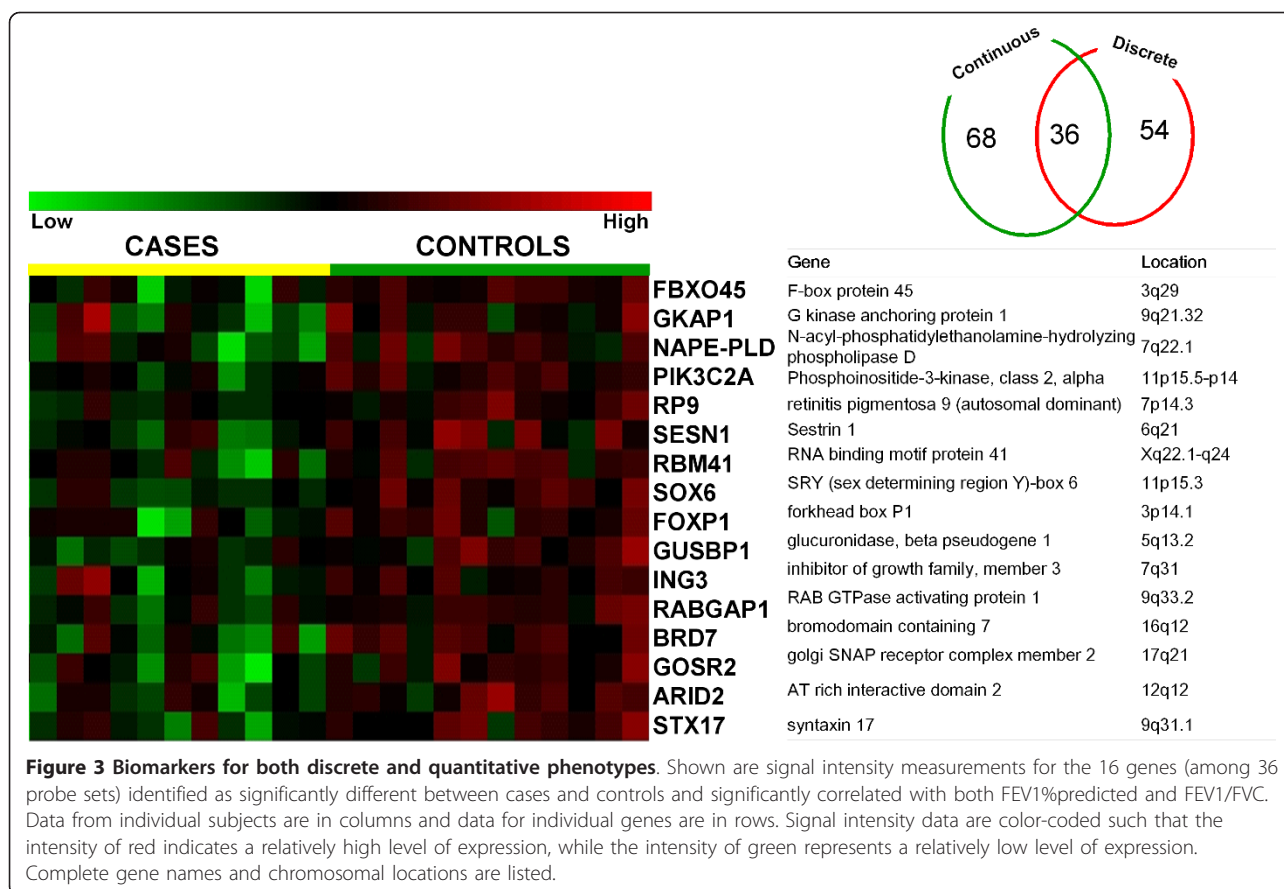 Continuous
Discrete
68
36
54
Low
High
CASES
CONTROLS
Gene
Location
FBXO45
F-box protein 45
3q29
GKAP1
G kinase anchoring protein 1
9q21.32
NAPE-PLD
N-acyl-phosphatidylethanolamine-hydrolyzing
phospholipase D
7q22.1
PIK3C2A
Phosphoinositide-3-kinase, class 2, alpha
11p15.5-p14
RP9
retinitis pigmentosa 9 (autosomal dominant)
7p14.3
SESN1
Sestrin 1
6q21
RBM41
RNA binding motif protein 41
Xq22.1-q24
SOX6
SRY (sex determining region Y)-box 6
11p15.3
FOXP1
forkhead box P1
3p14.1
GUSBP1
glucuronidase, beta pseudogene 1
5q13.2
ING3
inhibitor of growth family, member 3
7q31
RABGAP1
RAB GTPase activating protein 1
9q33.2
BRD7
bromodomain containing 7
16q12
GOSR2
golgi SNAP receptor complex member 2
17q21
ARID2
AT rich interactive domain 2
12q12
STX17
syntaxin 17
9q31.1
Figure 3 Biomarkers for both discrete and quantitative phenotypes. Shown are signal intensity measurements for the 16 genes (among 36
probe sets) identified as significantly different between cases and controls and significantly correlated with both FEV1%predicted and FEV1/FVC.
Data from individual subjects are in columns and data for individual genes are in rows. Signal intensity data are color-coded such that the
intensity of red indicates a relatively high level of expression, while the intensity of green represents a relatively low level of expression.
Complete gene names and chromosomal locations are listed.